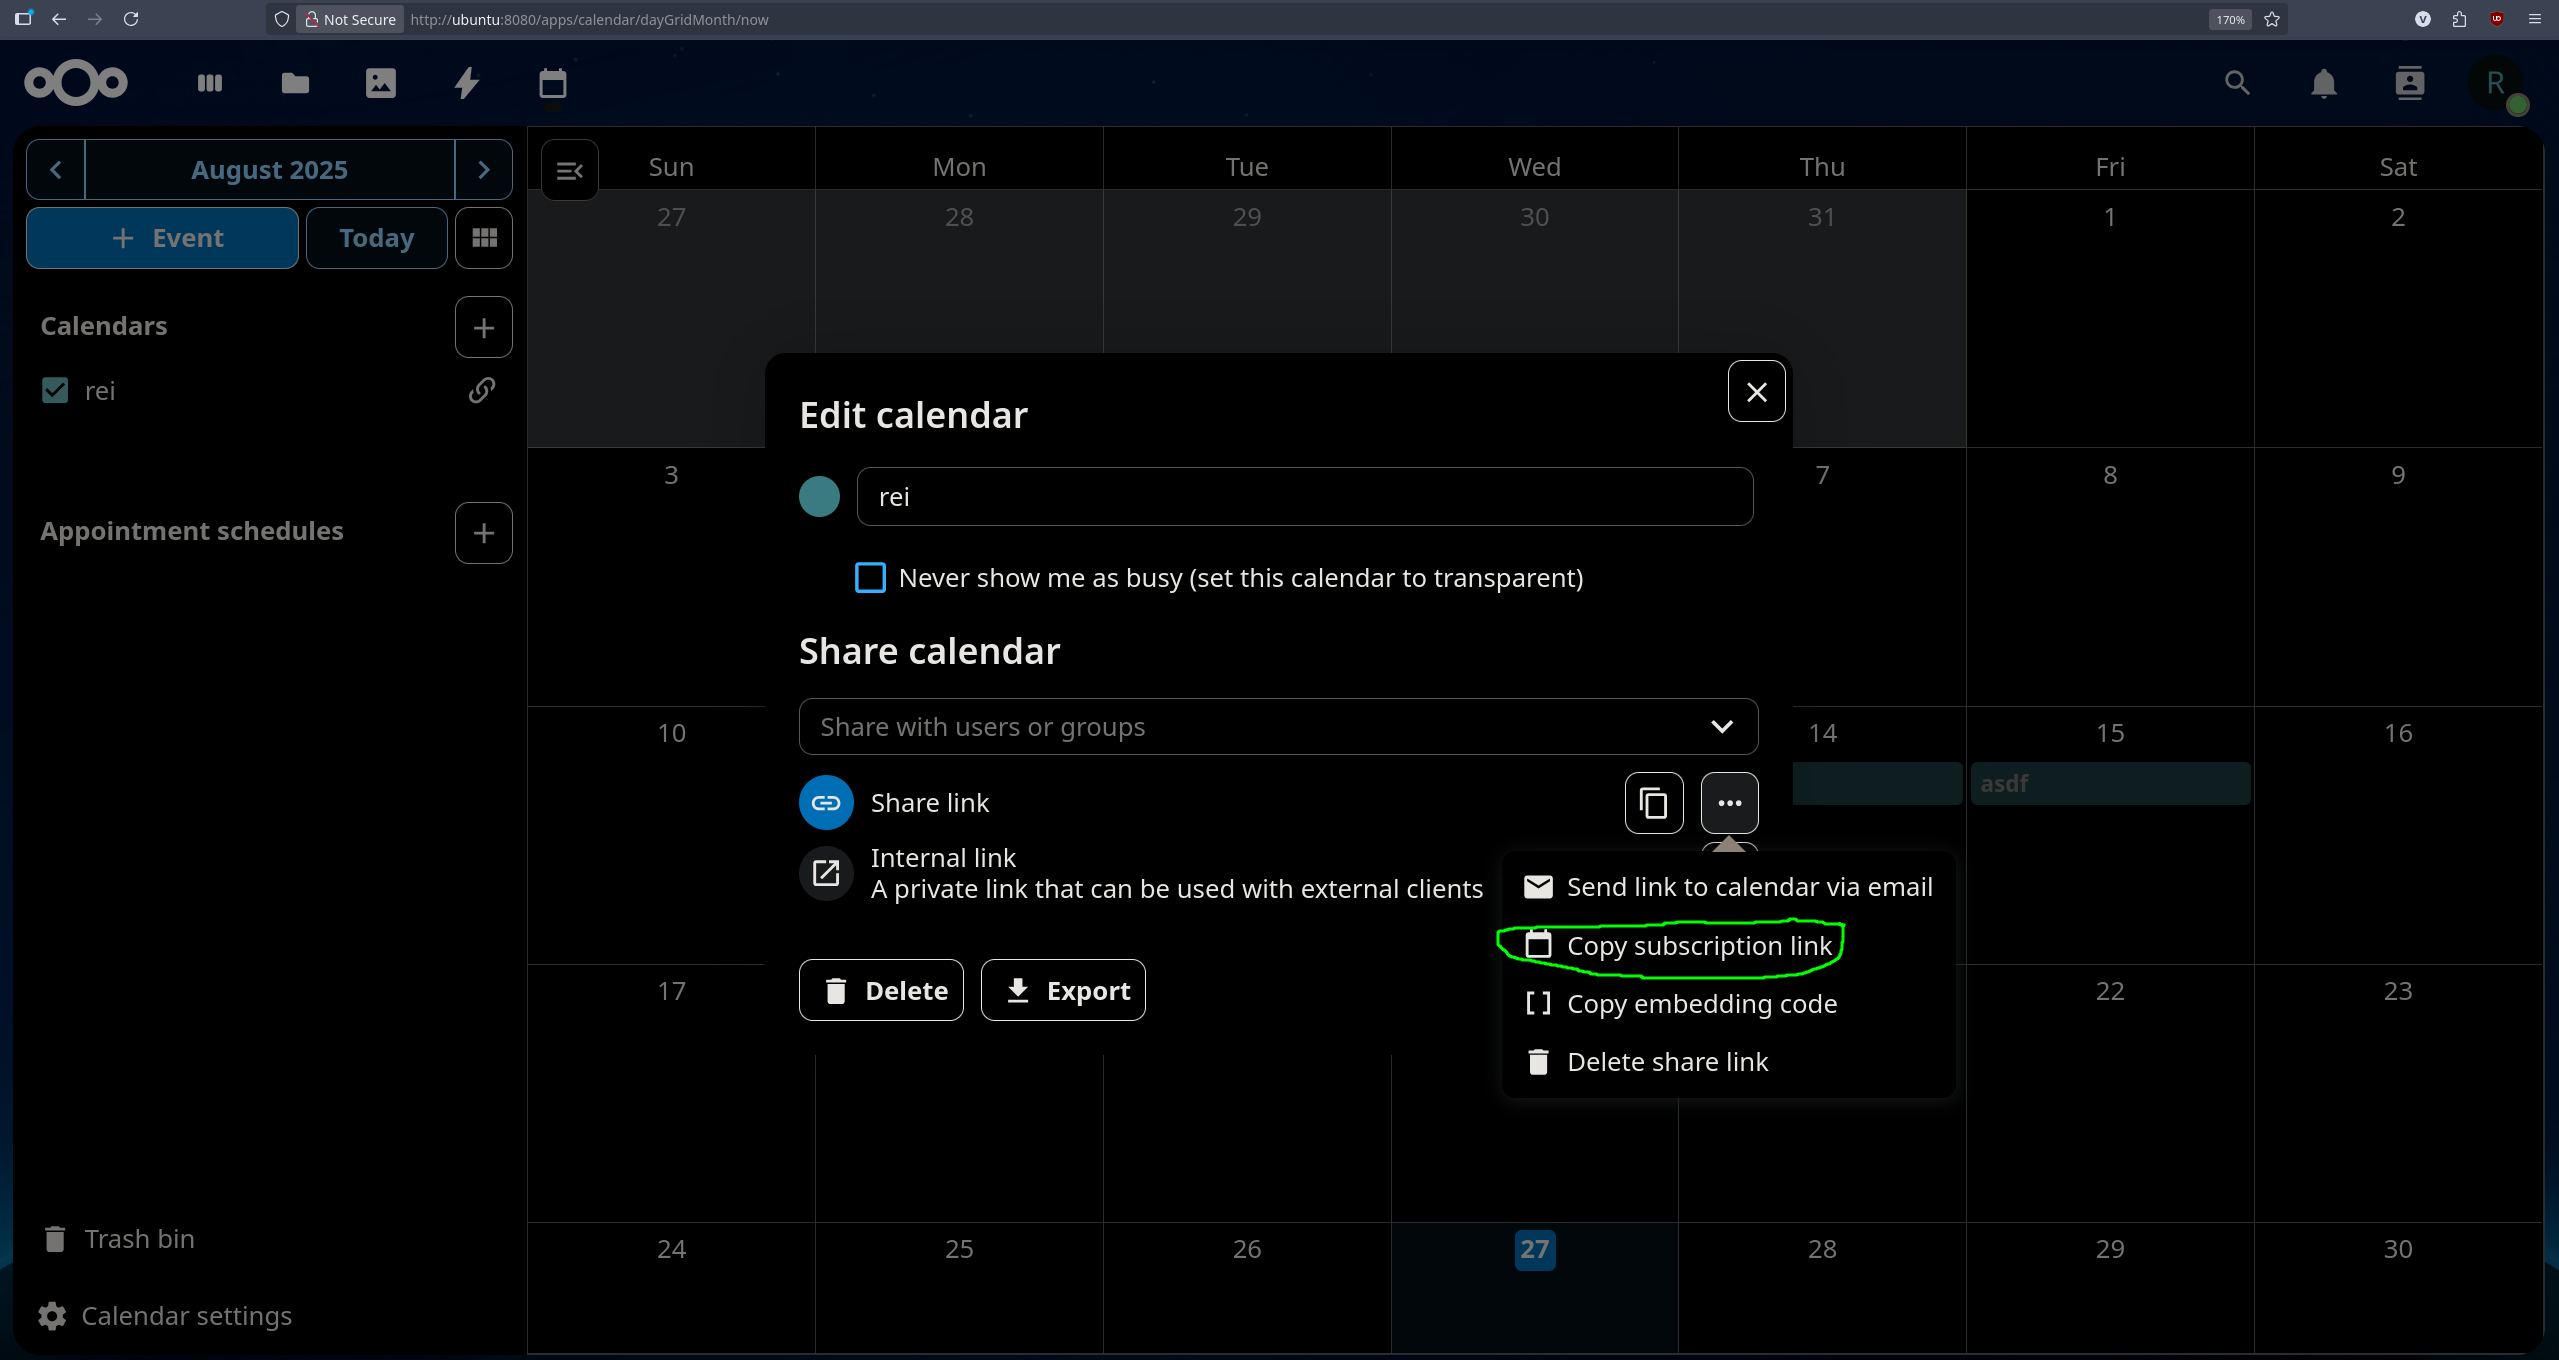 Not Secure http://ubuntu:8080/apps/calendar/dayGridMonth/now 170%
R
August 2025
Event Today
Calendars
rei
Appointment schedules
Trash bin
Calendar settings
Sun Mon Tue Wed Thu Fri Sat
27 28 29 30 31 1 2
3 7 8 9
10 14 15 16
asdf
17 22 23
24 25 26 27 28 29 30
Edit calendar
rei
Never show me as busy (set this calendar to transparent)
Share calendar
Share with users or groups
Share link
Internal link
A private link that can be used with external clients
Delete Export
Send link to calendar via email
Copy subscription link
Copy embedding code
Delete share link